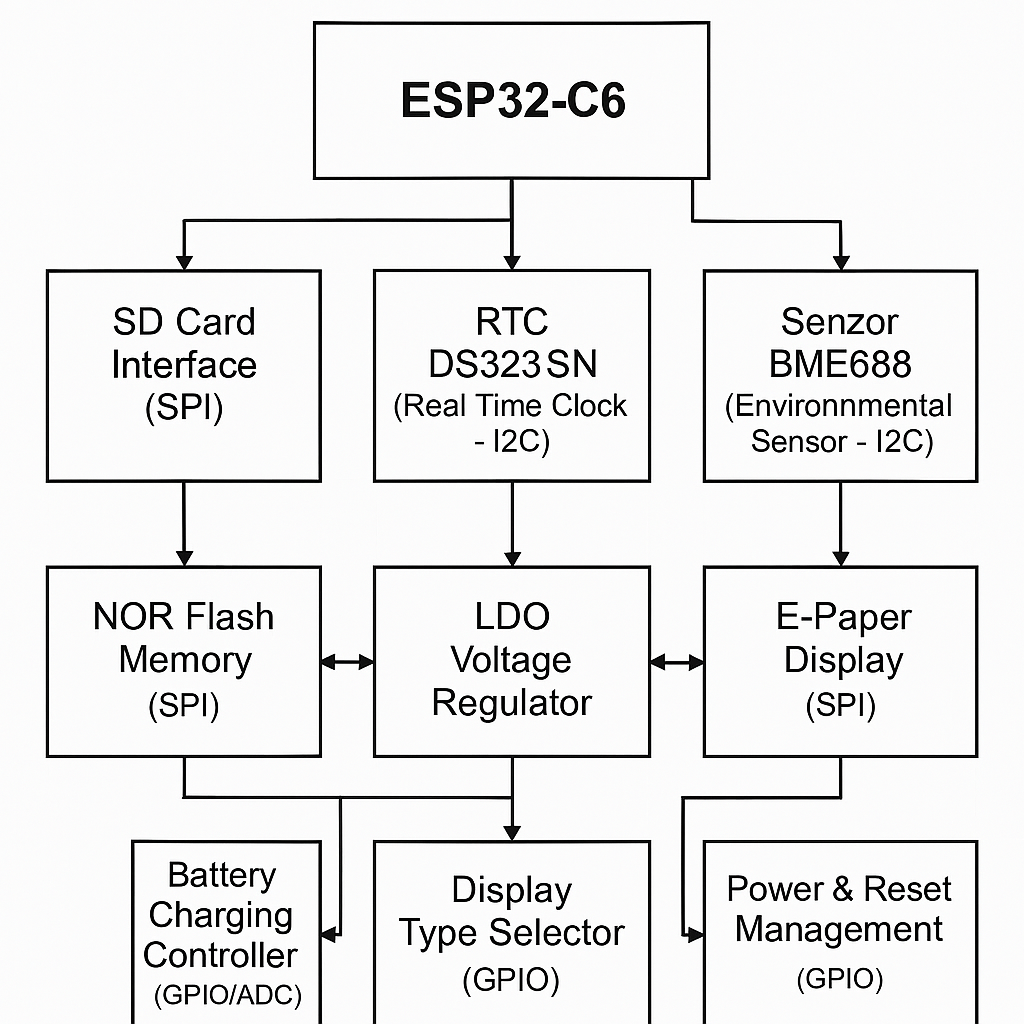 ESP32-C6
SD Card
Interface
(SPI)
RTC
DS323SN
(Real Time Clock
- I2C)
Senzor
BME688
(Environnmental
Sensor - I2C)
NOR Flash
Memory
(SPI)
LDO
Voltage
Regulator
E-Paper
Display
(SPI)
Battery
Charging
Controller
(GPIO/ADC)
Display
Type Selector
(GPIO)
Power & Reset
Management
(GPIO)